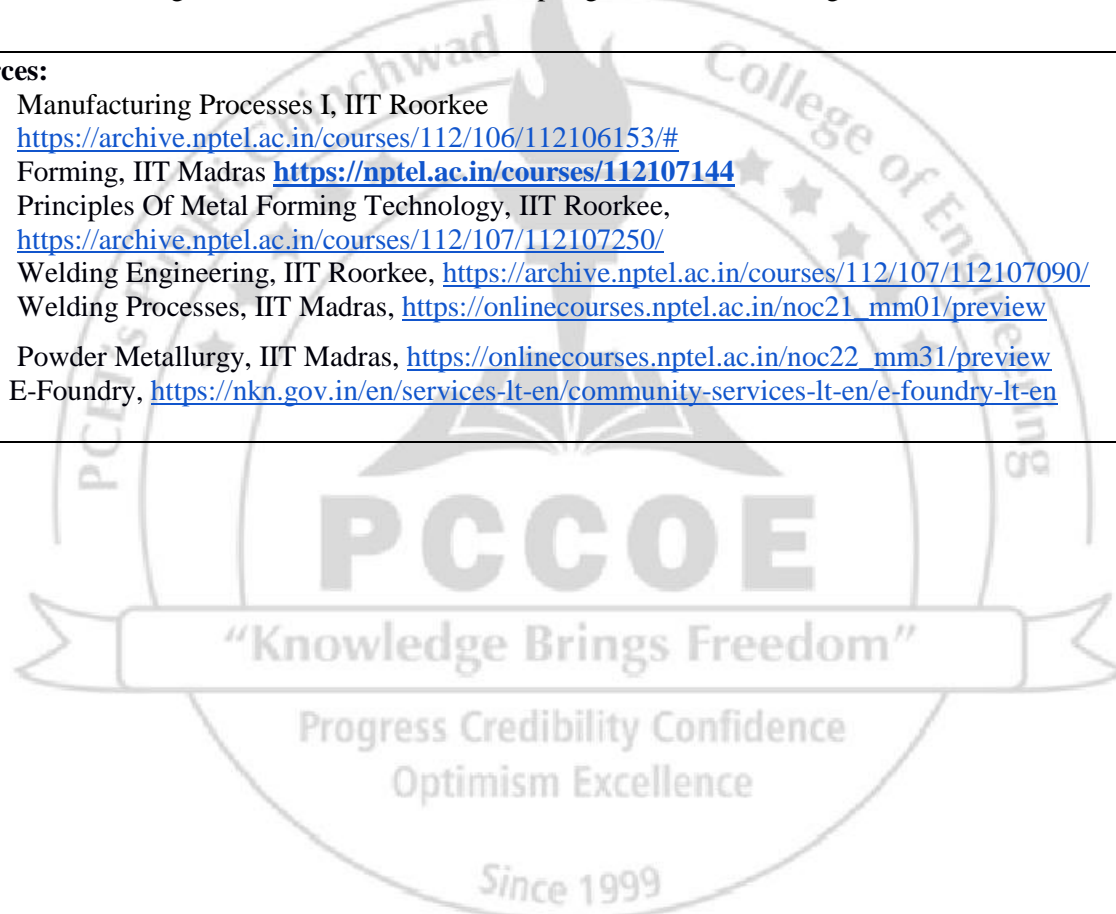 rces:
Manufacturing Processes I, IIT Roorkee
https://archive.nptel.ac.in/courses/112/106/112106153/#
Forming, IIT Madras https://nptel.ac.in/courses/112107144
Principles Of Metal Forming Technology, IIT Roorkee,
https://archive.nptel.ac.in/courses/112/107/112107250/
Welding Engineering, IIT Roorkee, https://archive.nptel.ac.in/courses/112/107/112107090/
Welding Processes, IIT Madras, https://onlinecourses.nptel.ac.in/noc21_mm01/preview
Powder Metallurgy, IIT Madras, https://onlinecourses.nptel.ac.in/noc22_mm31/preview
E-Foundry, https://nkn.gov.in/en/services-lt-en/community-services-lt-en/e-foundry-lt-en
PCET's Pimpri Chinchwad College of Engineering
PCCOE
"Knowledge Brings Freedom"
Progress Credibility Confidence
Optimism Excellence
Since 1999